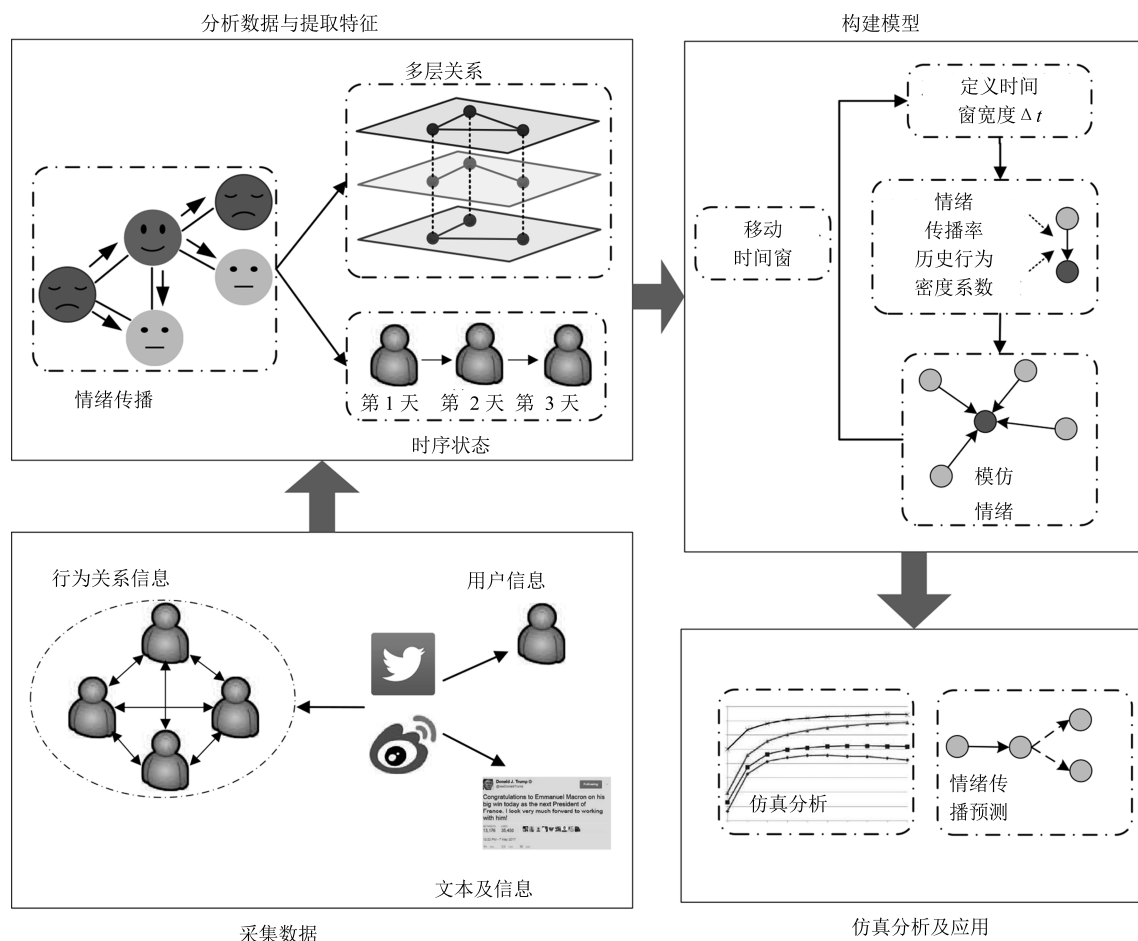 分析数据与提取特征
多层关系
情绪传播
第 1 天 第 2 天 第 3 天
时序状态
构建模型
定义时间
窗宽度 Δt
移动
时间窗
情绪
传播率
历史行为
密度系数
模仿
情绪
行为关系信息
用户信息
Donald J. Trump
Congratulations to Emmanuel Macron on his
big win today as the next President of
France. I look very much forward to working
with him!
文本及信息
采集数据
仿真分析
情绪传
播预测
仿真分析及应用